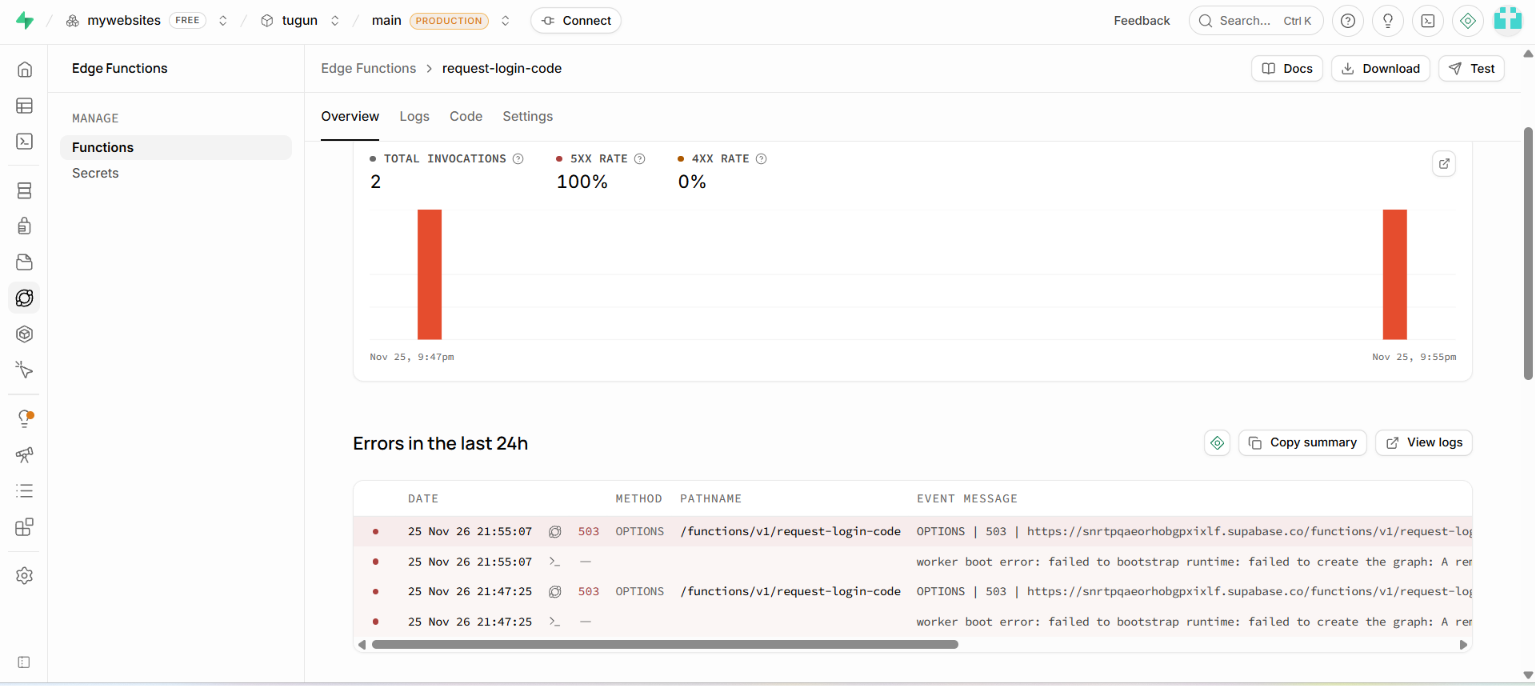 mywebsites FREE / tugun / main PRODUCTION Connect Feedback Search... Ctrl K
Edge Functions
MANAGE
Functions
Secrets
Edge Functions > request-login-code Docs Download Test
Overview Logs Code Settings
TOTAL INVOCATIONS 5XX RATE 4XX RATE
2 100% 0%
Nov 25, 9:47pm Nov 25, 9:55pm
Errors in the last 24h Copy summary View logs
DATE METHOD PATHNAME EVENT MESSAGE
25 Nov 26 21:55:07 503 OPTIONS /functions/v1/request-login-code OPTIONS | 503 | https://snrtpqaeorhobgpxixlf.supabase.co/functions/v1/request-log
25 Nov 26 21:55:07 — worker boot error: failed to bootstrap runtime: failed to create the graph: A rem
25 Nov 26 21:47:25 503 OPTIONS /functions/v1/request-login-code OPTIONS | 503 | https://snrtpqaeorhobgpxixlf.supabase.co/functions/v1/request-log
25 Nov 26 21:47:25 — worker boot error: failed to bootstrap runtime: failed to create the graph: A rem